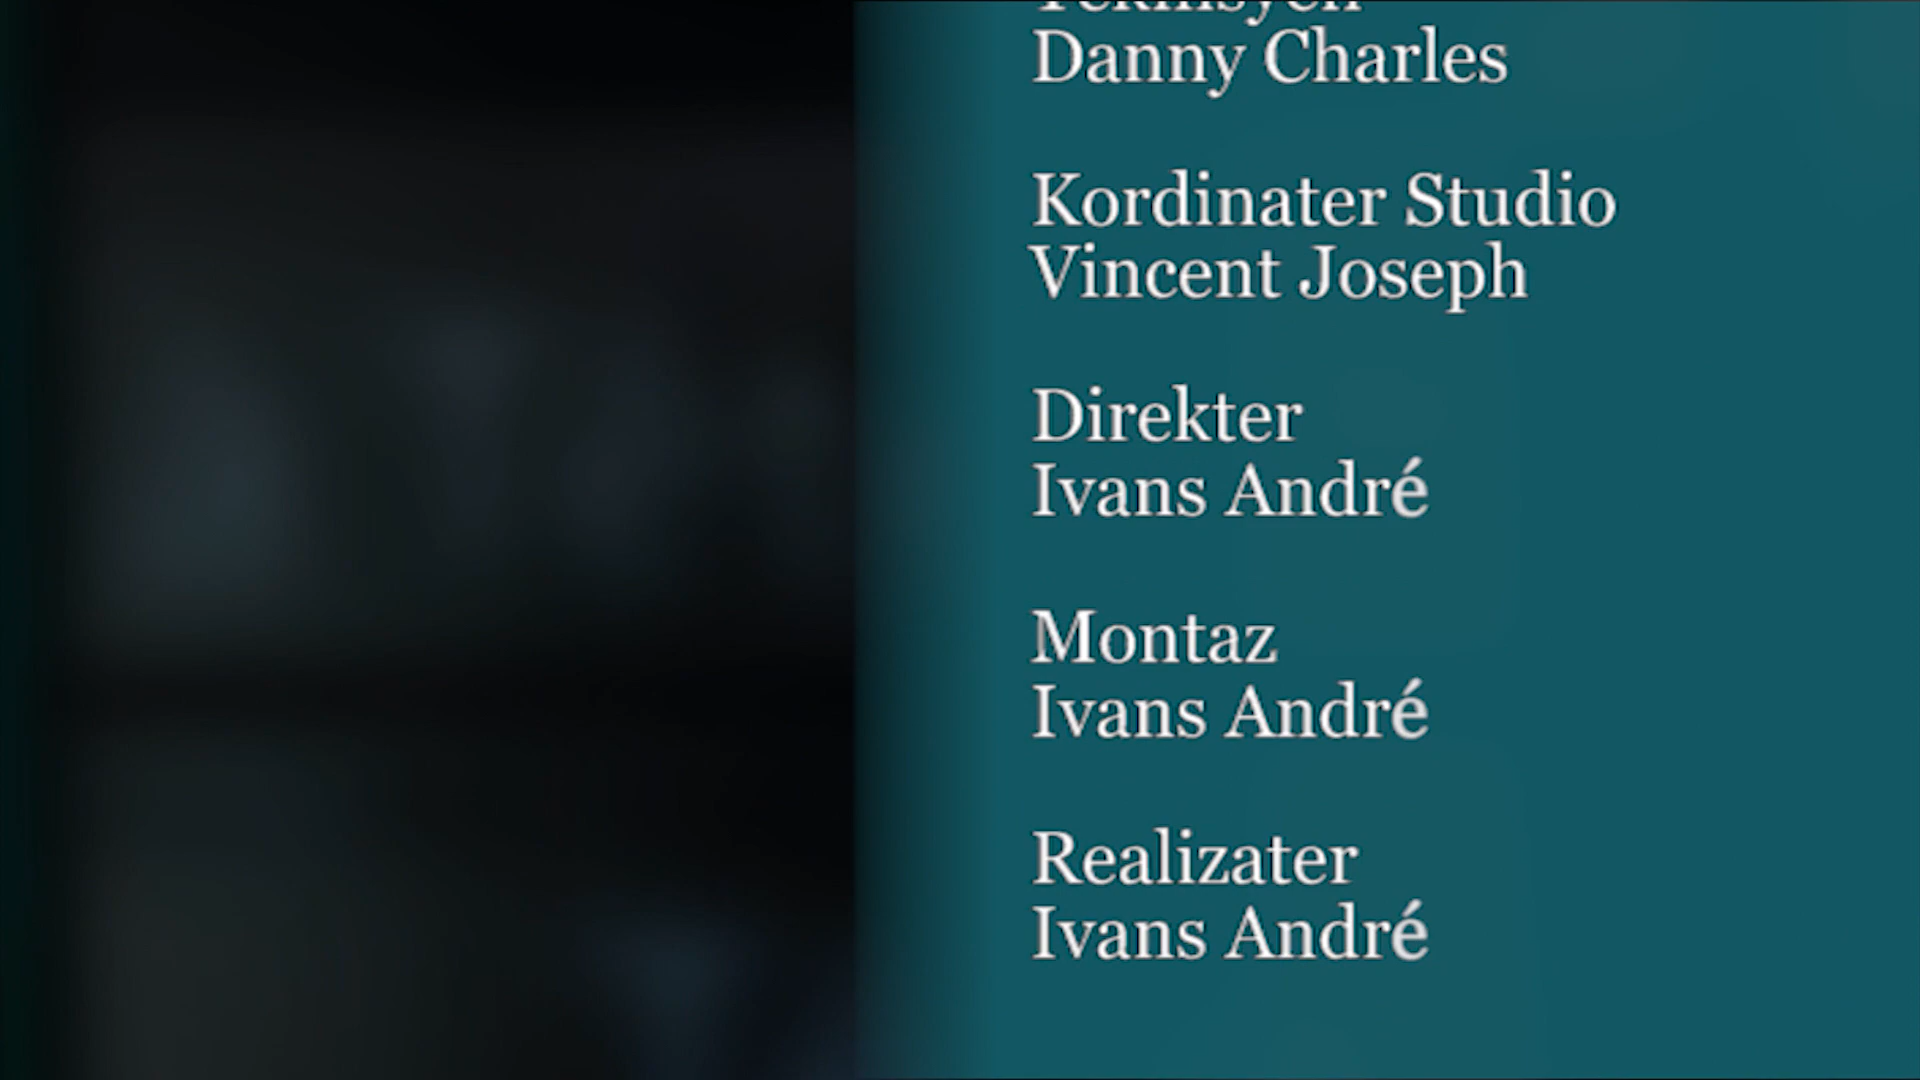 Danny Charles
Kordinater Studio
Vincent Joseph
Direkter
Ivans André
Montaz
Ivans André
Realizater
Ivans André